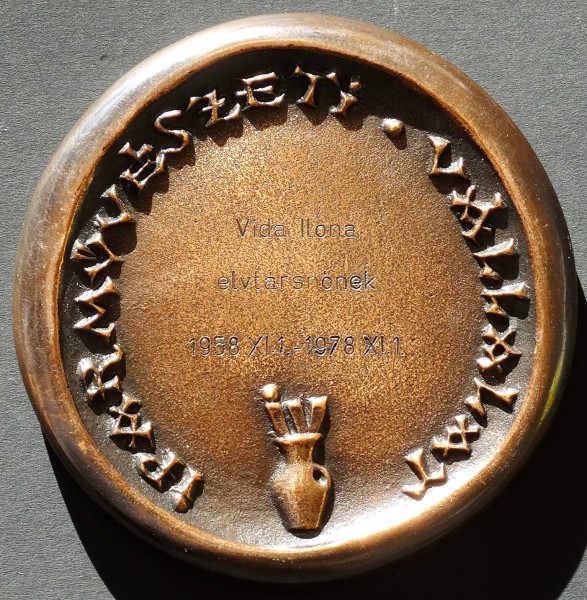 IPARMŰVÉSZETI • VÁLLALAT
Vida Ilona
elvtársnőnek
1958 XI.1.-1978 XI.1.